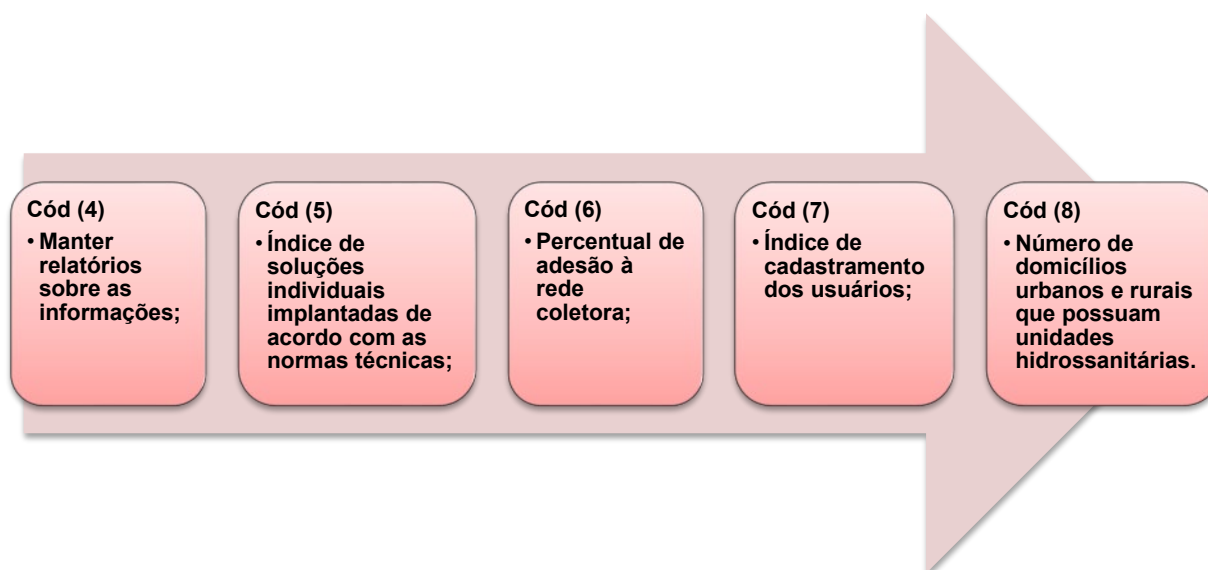 Cód (4)
• Manter
relatórios
sobre as
informações;
Cód (5)
• Índice de
soluções
individuais
implantadas de
acordo com as
normas técnicas;
Cód (6)
• Percentual de
adesão à
rede
coletora;
Cód (7)
• Índice de
cadastramento
dos usuários;
Cód (8)
• Número de
domicílios
urbanos e rurais
que possuam
unidades
hidrossanitárias.